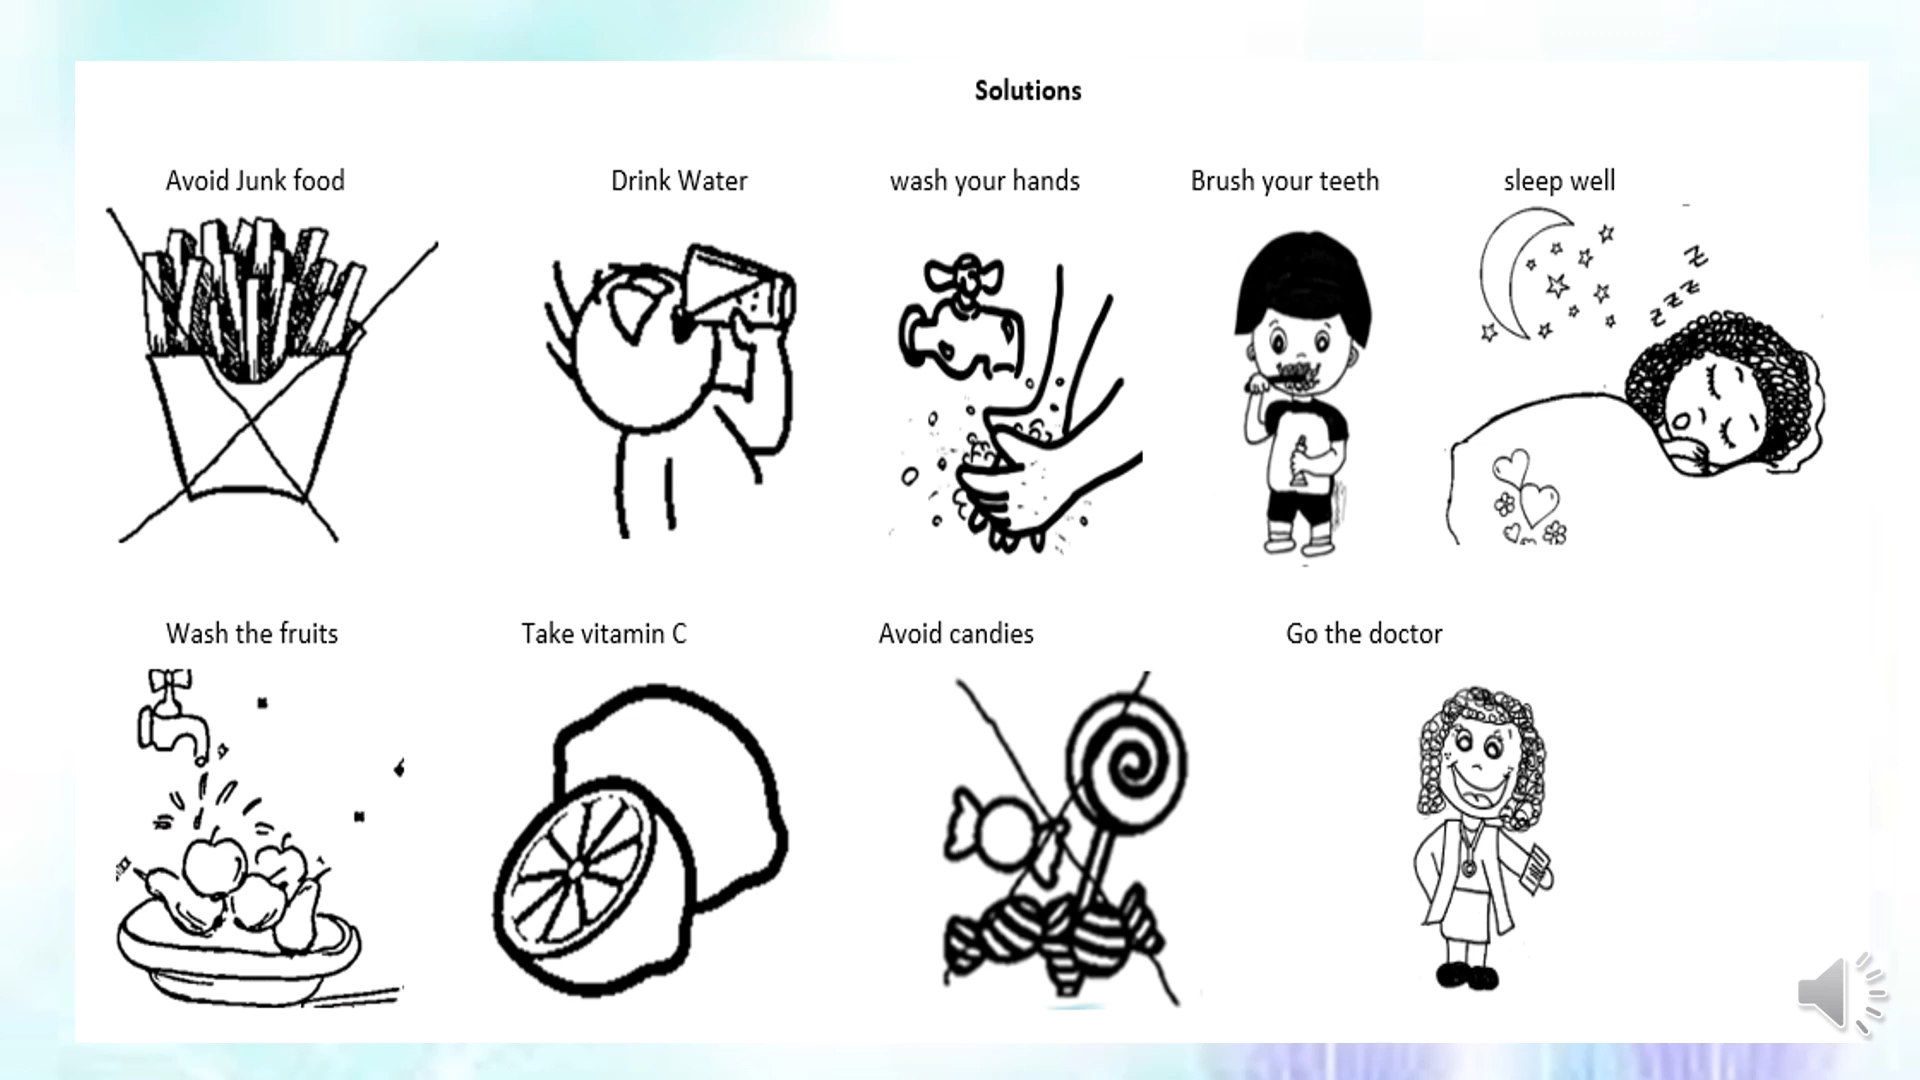 Solutions
Avoid Junk food
Drink Water
wash your hands
Brush your teeth
sleep well
z z z z
Wash the fruits
Take vitamin C
Avoid candies
Go the doctor